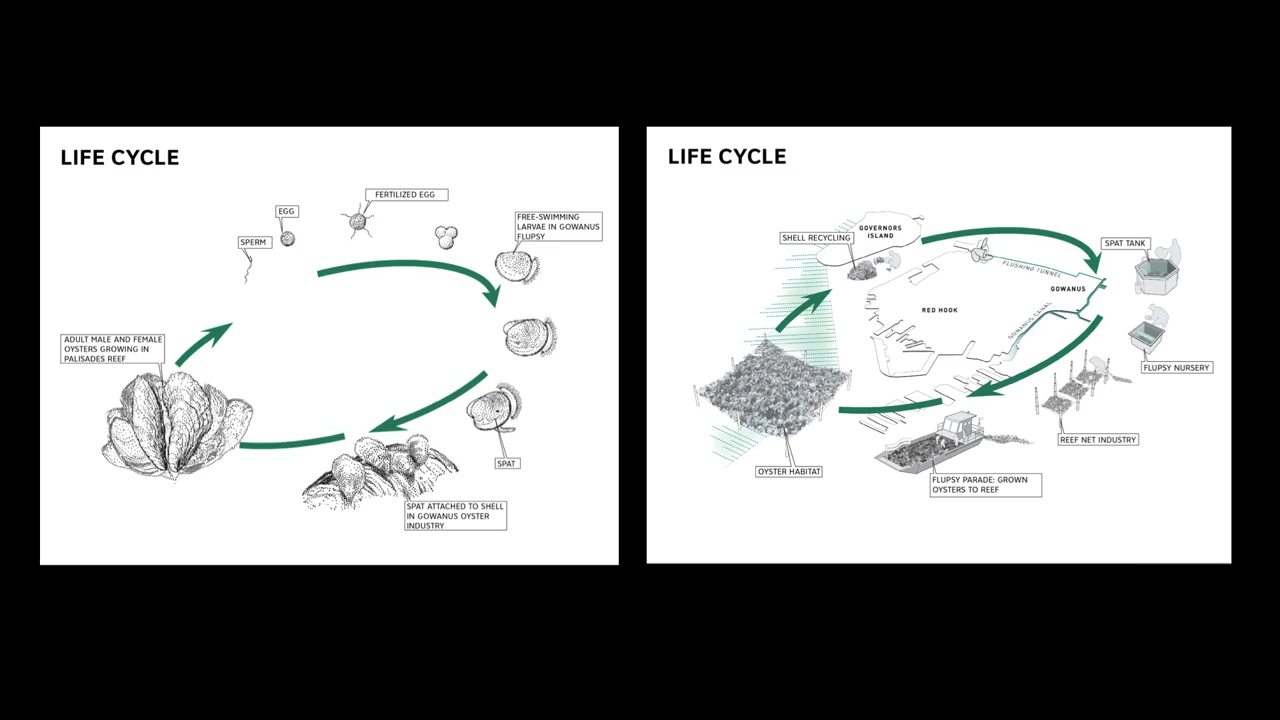 LIFE CYCLE
EGG
FERTILIZED EGG
SPERM
FREE-SWIMMING
LARVAE IN GOWANUS
FLUPSY
ADULT MALE AND FEMALE
OYSTERS GROWING IN
PALISADES REEF
SPAT
SPAT ATTACHED TO SHELL
IN GOWANUS OYSTER
INDUSTRY
LIFE CYCLE
GOVERNORS
ISLAND
SHELL RECYCLING
SPAT TANK
FLUSHING TUNNEL
GOWANUS
RED HOOK
GOWANUS CANAL
FLUPSY NURSERY
REEF NET INDUSTRY
OYSTER HABITAT
FLUPSY PARADE: GROWN
OYSTERS TO REEF